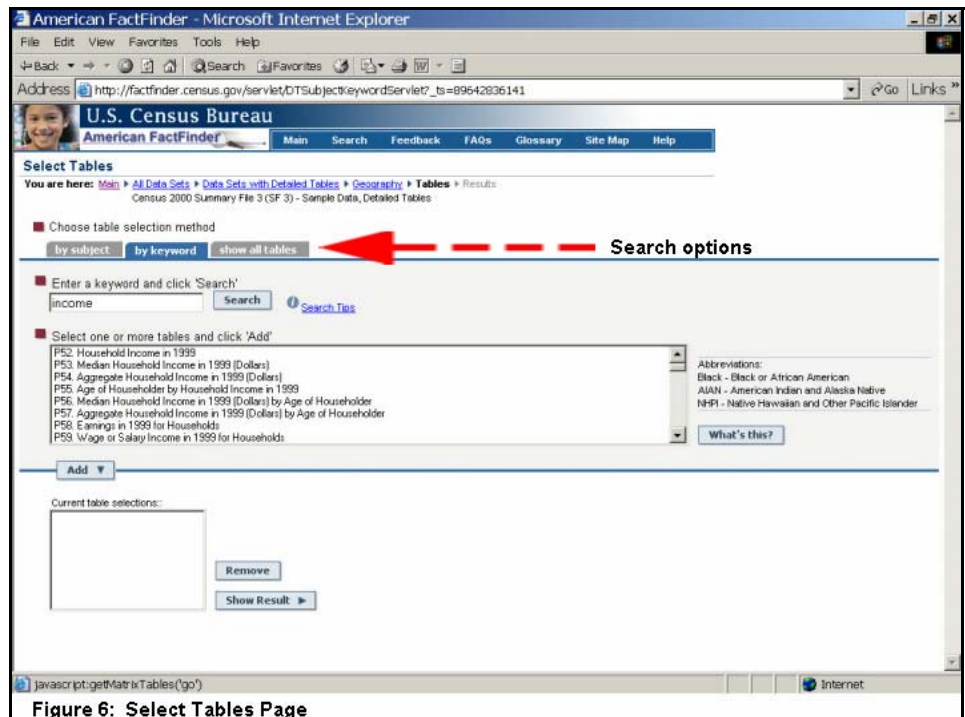 American FactFinder - Microsoft Internet Explorer
File Edit View Favorites Tools Help
Back Search Favorites
Address http://factfinder.census.gov/servlet/DTSubjectKeywordServlet?_ts=89642836141 Go Links »
U.S. Census Bureau
American FactFinder Main Search Feedback FAQs Glossary Site Map Help
Select Tables
You are here: Main ▶ All Data Sets ▶ Data Sets with Detailed Tables ▶ Geography ▶ Tables ▶ Results
Census 2000 Summary File 3 (SF 3) - Sample Data, Detailed Tables
Choose table selection method
by subject by keyword show all tables Search options
Enter a keyword and click 'Search'
income Search Search Tips
Select one or more tables and click 'Add'
P52. Household Income in 1999
P53. Median Household Income in 1999 (Dollars)
P54. Aggregate Household Income in 1999 (Dollars)
P55. Age of Householder by Household Income in 1999
P56. Median Household Income in 1999 (Dollars) by Age of Householder
P57. Aggregate Household Income in 1999 (Dollars) by Age of Householder
P58. Earnings in 1999 for Households
P59. Wage or Salary Income in 1999 for Households
Abbreviations:
Black - Black or African American
AIAN - American Indian and Alaska Native
NHPI - Native Hawaiian and Other Pacific Islander
What's this?
Add ▼
Current table selections::
Remove
Show Result ▶
javascript:getMatrixTables('go') Internet
Figure 6: Select Tables Page